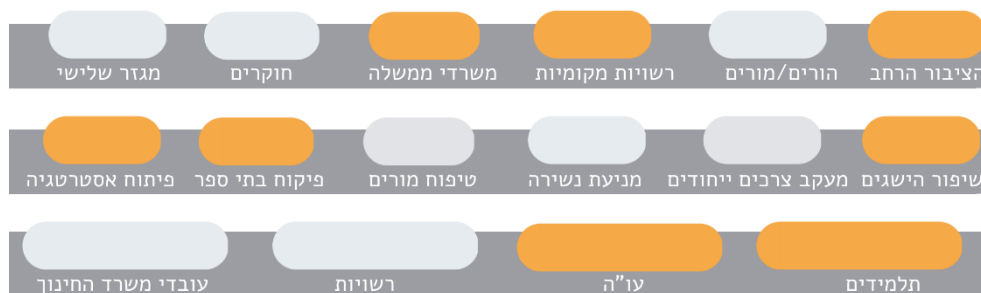 הציבור הרחב הורים/מורים רשויות מקומיות משרדי ממשלה חוקרים מגזר שלישי
שיפור הישגים מעקב צרכים ייחודים מניעת נשירה טיפוח מורים פיקוח בתי ספר פיתוח אסטרטגיה
תלמידים עו"ה רשויות עובדי משרד החינוך